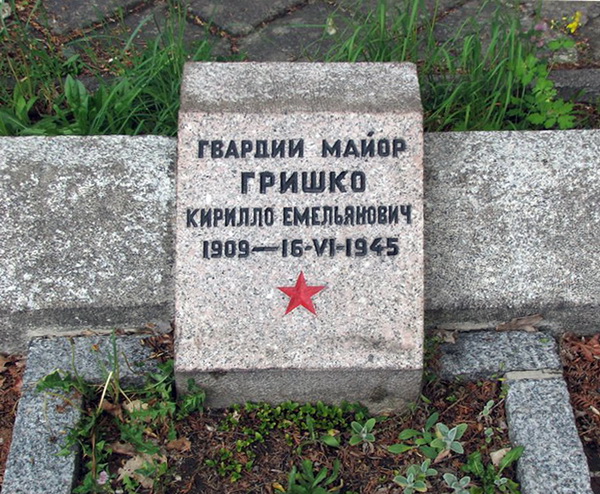 ГВАРДИИ МАЙОР
ГРИШКО
КИРИЛЛО ЕМЕЛЬЯНОВИЧ
1909—16-VI-1945